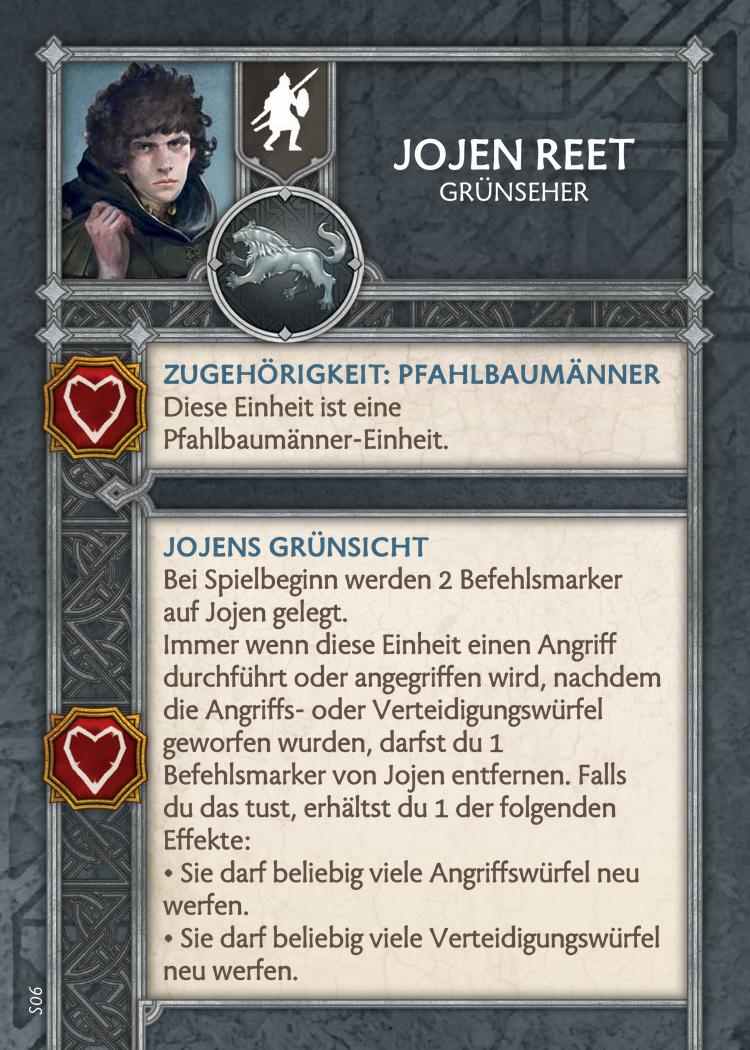 JOJEN REET
GRÜNSEHER
ZUGEHÖRIGKEIT: PFAHLBAUMÄNNER
Diese Einheit ist eine
Pfahlbaumänner-Einheit.
JOJENS GRÜNSICHT
Bei Spielbeginn werden 2 Befehlsmarker
auf Jojen gelegt.
Immer wenn diese Einheit einen Angriff
durchführt oder angegriffen wird, nachdem
die Angriffs- oder Verteidigungswürfel
geworfen wurden, darfst du 1
Befehlsmarker von Jojen entfernen. Falls
du das tust, erhältst du 1 der folgenden
Effekte:
• Sie darf beliebig viele Angriffswürfel neu
werfen.
• Sie darf beliebig viele Verteidigungswürfel
neu werfen.
S06